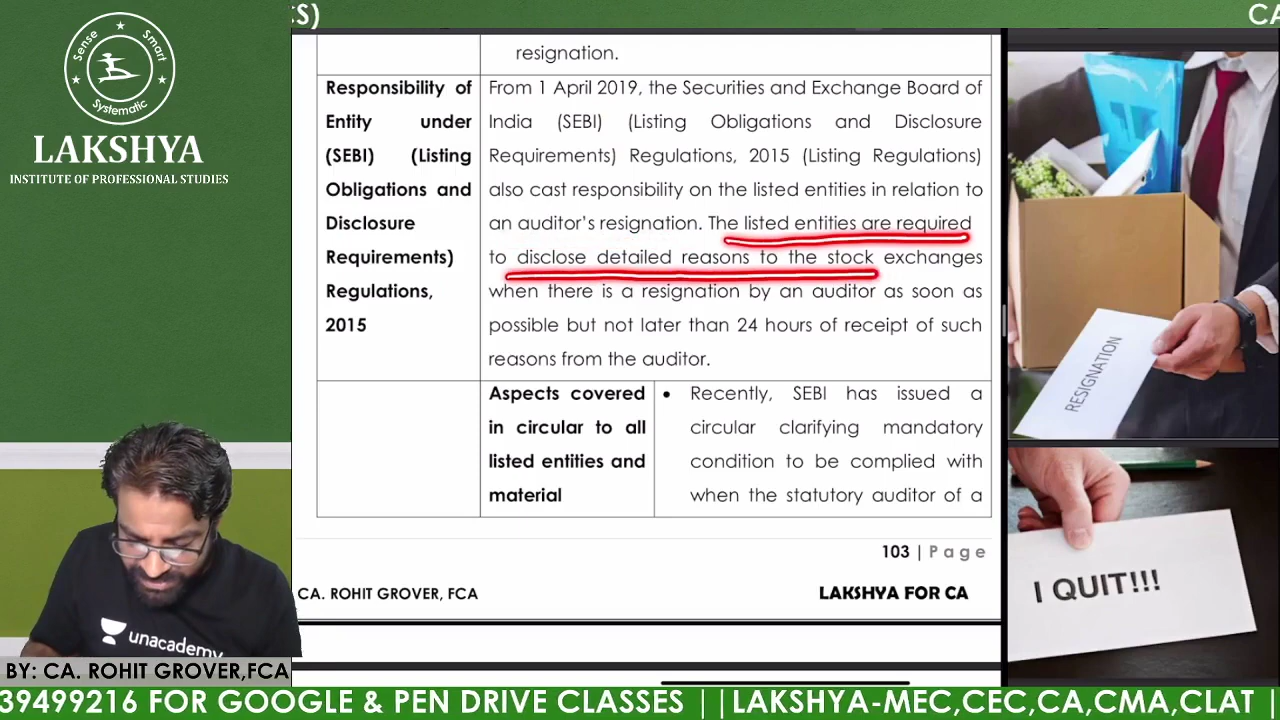 CS)
CA
Sense
Smart
Systematic
LAKSHYA
INSTITUTE OF PROFESSIONAL STUDIES
resignation.
Responsibility of
Entity under
(SEBI) (Listing
Obligations and
Disclosure
Requirements)
Regulations,
2015
From 1 April 2019, the Securities and Exchange Board of
India (SEBI) (Listing Obligations and Disclosure
Requirements) Regulations, 2015 (Listing Regulations)
also cast responsibility on the listed entities in relation to
an auditor's resignation. The listed entities are required
to disclose detailed reasons to the stock exchanges
when there is a resignation by an auditor as soon as
possible but not later than 24 hours of receipt of such
reasons from the auditor.
Aspects covered
in circular to all
listed entities and
material
• Recently, SEBI has issued a
circular clarifying mandatory
condition to be complied with
when the statutory auditor of a
103 | Page
CA. ROHIT GROVER, FCA
LAKSHYA FOR CA
RESIGNATION
I QUIT!!!
unacademy
BY: CA. ROHIT GROVER,FCA
39499216 FOR GOOGLE & PEN DRIVE CLASSES ||LAKSHYA-MEC,CEC,CA,CMA,CLAT |